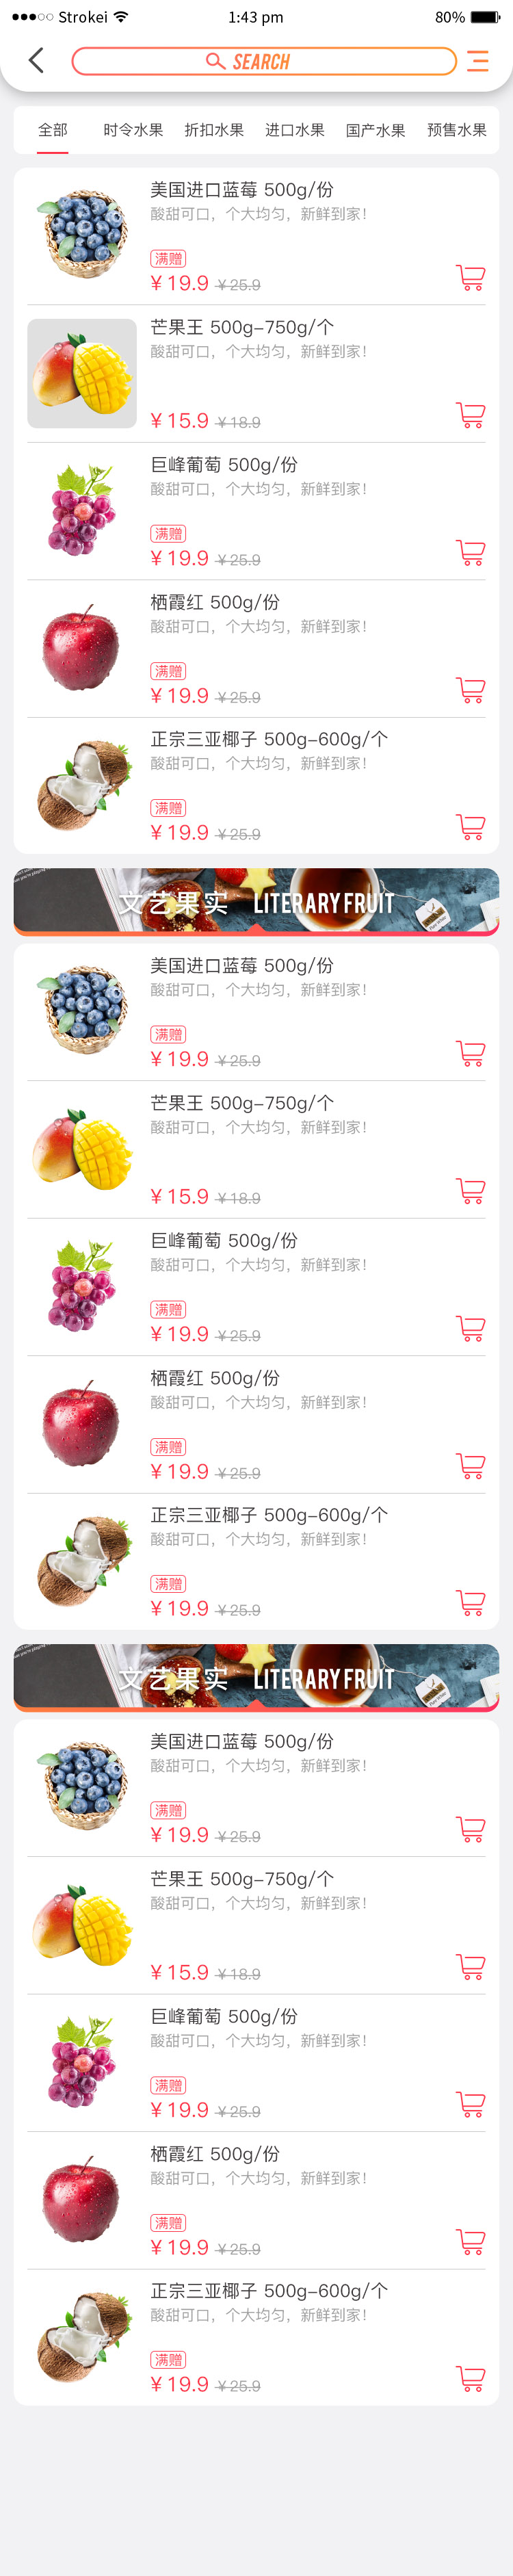 Strokei 1:43 pm 80%
SEARCH
全部 时令水果 折扣水果 进口水果 国产水果 预售水果
美国进口蓝莓 500g/份
酸甜可口，个大均匀，新鲜到家！
满赠
¥19.9 ¥25.9
芒果王 500g-750g/个
酸甜可口，个大均匀，新鲜到家！
¥15.9 ¥18.9
巨峰葡萄 500g/份
酸甜可口，个大均匀，新鲜到家！
满赠
¥19.9 ¥25.9
栖霞红 500g/份
酸甜可口，个大均匀，新鲜到家！
满赠
¥19.9 ¥25.9
正宗三亚椰子 500g-600g/个
酸甜可口，个大均匀，新鲜到家！
满赠
¥19.9 ¥25.9
文艺果实 LITERARY FRUIT
美国进口蓝莓 500g/份
酸甜可口，个大均匀，新鲜到家！
满赠
¥19.9 ¥25.9
芒果王 500g-750g/个
酸甜可口，个大均匀，新鲜到家！
¥15.9 ¥18.9
巨峰葡萄 500g/份
酸甜可口，个大均匀，新鲜到家！
满赠
¥19.9 ¥25.9
栖霞红 500g/份
酸甜可口，个大均匀，新鲜到家！
满赠
¥19.9 ¥25.9
正宗三亚椰子 500g-600g/个
酸甜可口，个大均匀，新鲜到家！
满赠
¥19.9 ¥25.9
文艺果实 LITERARY FRUIT
美国进口蓝莓 500g/份
酸甜可口，个大均匀，新鲜到家！
满赠
¥19.9 ¥25.9
芒果王 500g-750g/个
酸甜可口，个大均匀，新鲜到家！
¥15.9 ¥18.9
巨峰葡萄 500g/份
酸甜可口，个大均匀，新鲜到家！
满赠
¥19.9 ¥25.9
栖霞红 500g/份
酸甜可口，个大均匀，新鲜到家！
满赠
¥19.9 ¥25.9
正宗三亚椰子 500g-600g/个
酸甜可口，个大均匀，新鲜到家！
满赠
¥19.9 ¥25.9